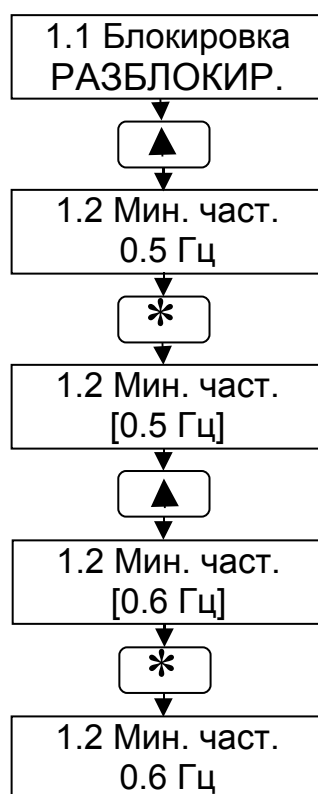 1.1 Блокировка
РАЗБЛОКИР.
▲
1.2 Мин. част.
0.5 Гц
*
1.2 Мин. част.
[0.5 Гц]
▲
1.2 Мин. част.
[0.6 Гц]
*
1.2 Мин. част.
0.6 Гц